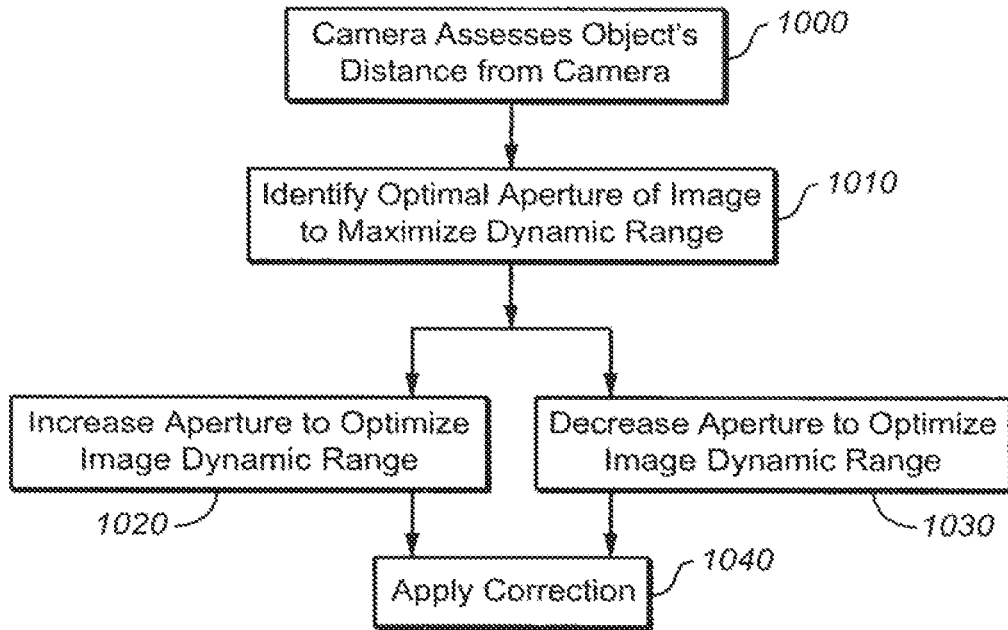 Camera Assesses Object's
Distance from Camera
1000
Identify Optimal Aperture of Image
to Maximize Dynamic Range
1010
Increase Aperture to Optimize
Image Dynamic Range
1020
Decrease Aperture to Optimize
Image Dynamic Range
1030
Apply Correction
1040